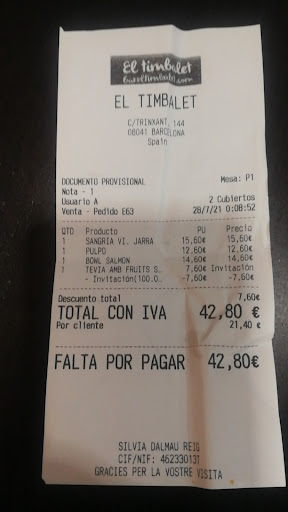 El timbalet
bareltimbalet.com
EL TIMBALET
C/TRINXANT, 144
08041 BARCELONA
Spain
DOCUMENTO PROVISIONAL Mesa: P1
Nota - 1
Usuario A 2 Cubiertos
Venta - Pedido E63 28/7/21 0:08:52
QTD Producto PU Precio
1 SANGRIA VI. JARRA 15,60€ 15,60€
1 PULPO 12,60€ 12,60€
1 BOWL SALMON 14,60€ 14,60€
1 TEVIA AMB FRUITS S... 7,60€ Invitación
- Invitación(100.0... -7,60€ -7,60€
Descuento total 7,60€
TOTAL CON IVA 42,80 €
Por cliente 21,40 €
FALTA POR PAGAR 42,80€
SILVIA DALMAU REIG
CIF/NIF: 46233013T
GRACIES PER LA VOSTRE VISITA